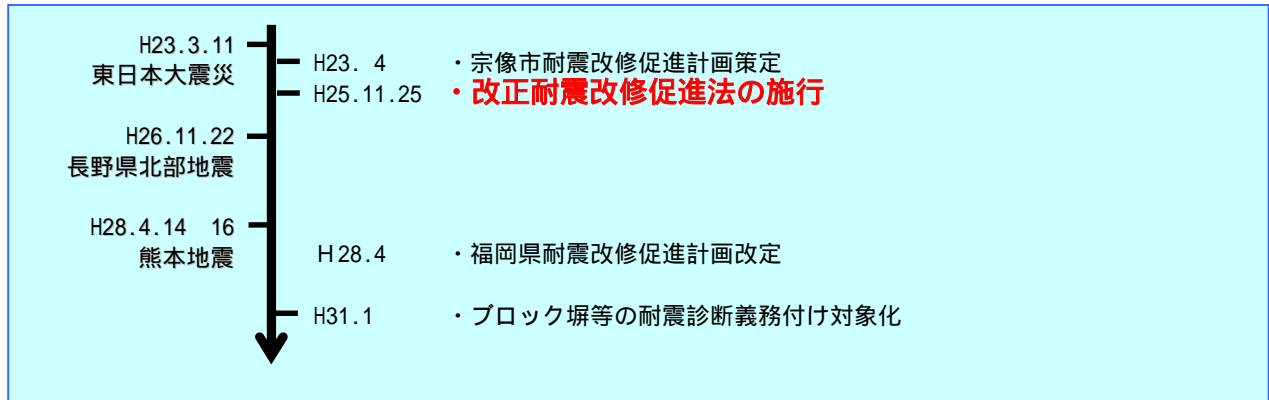 H23.3.11
東日本大震災
H23. 4 ・宗像市耐震改修促進計画策定
H25.11.25 ・改正耐震改修促進法の施行
H26.11.22
長野県北部地震
H28.4.14 16
熊本地震
H28.4 ・福岡県耐震改修促進計画改定
H31.1 ・ブロック塀等の耐震診断義務付け対象化